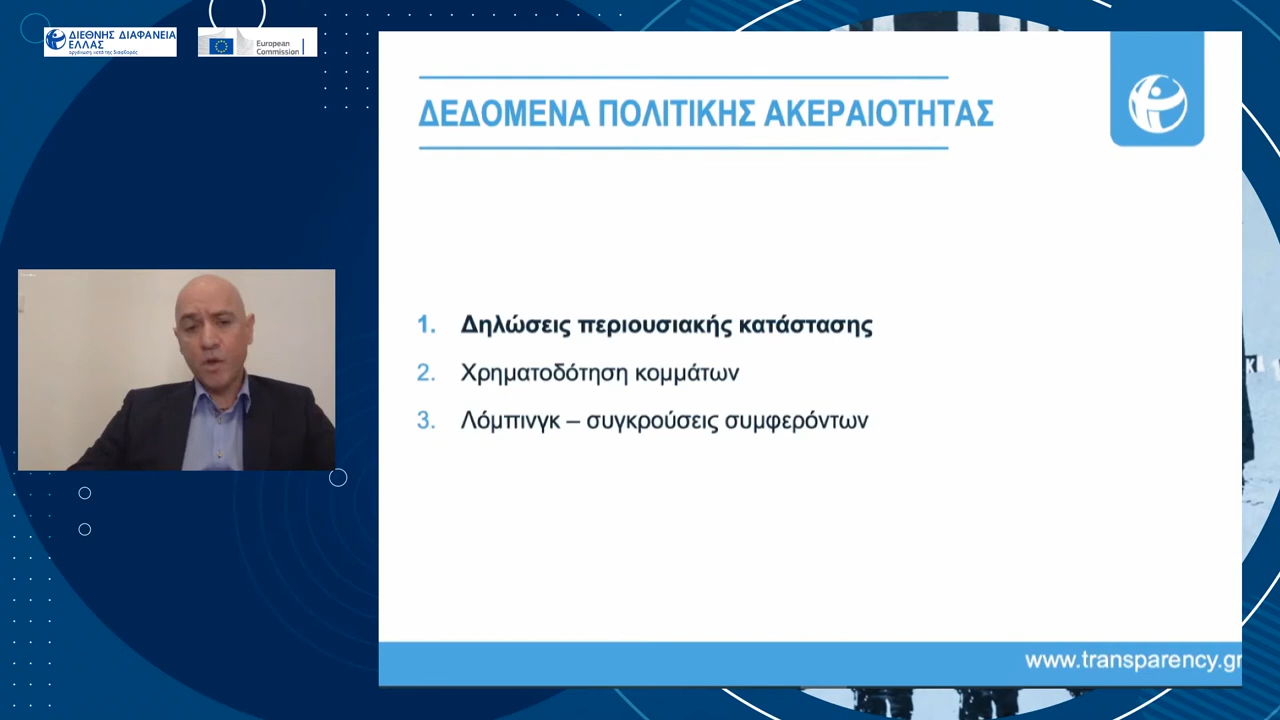 ΔΙΕΘΝΗΣ ΔΙΑΦΑΝΕΙΑ
ΕΛΛΑΣ
European
Commission
ΔΕΔΟΜΕΝΑ ΠΟΛΙΤΙΚΗΣ ΑΚΕΡΑΙΟΤΗΤΑΣ
1. Δηλώσεις περιουσιακής κατάστασης
2. Χρηματοδότηση κομμάτων
3. Λόμπινγκ – συγκρούσεις συμφερόντων
www.transparency.gr